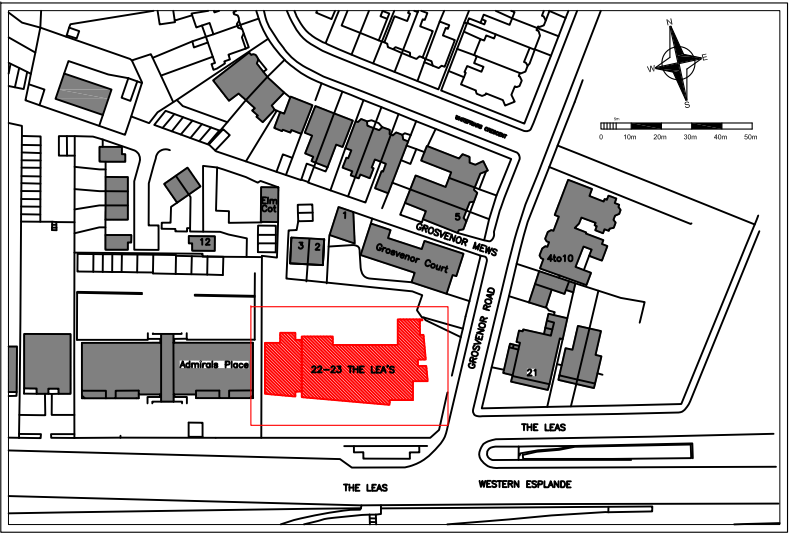 N
W
E
S
0 10m 20m 30m 40m 50m
5
GROSVENOR MEWS
Elm
Cot
1
12
3
2
Grosvenor Court
4to10
GROSVENOR ROAD
Admirals Place
22-23 THE LEA'S
21
THE LEAS
WESTERN ESPLANDE
THE LEAS